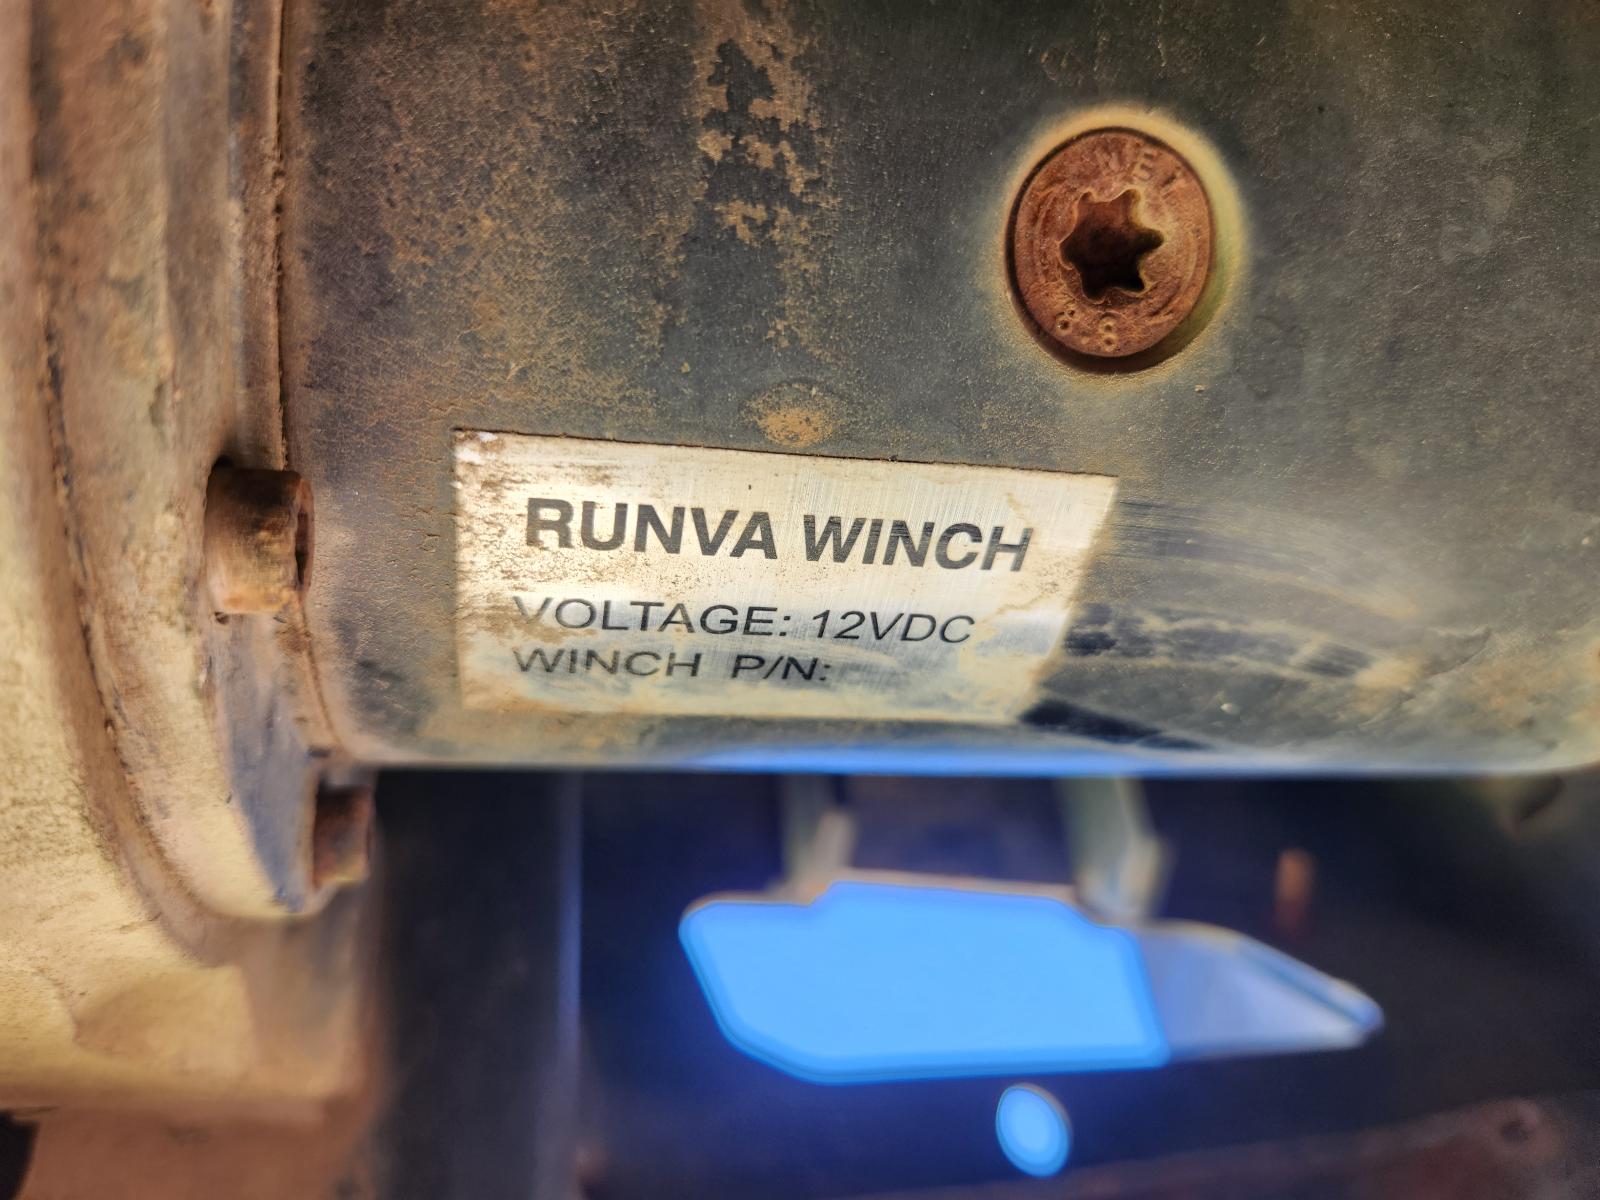 RUNVA WINCH
VOLTAGE: 12VDC
WINCH P/N: